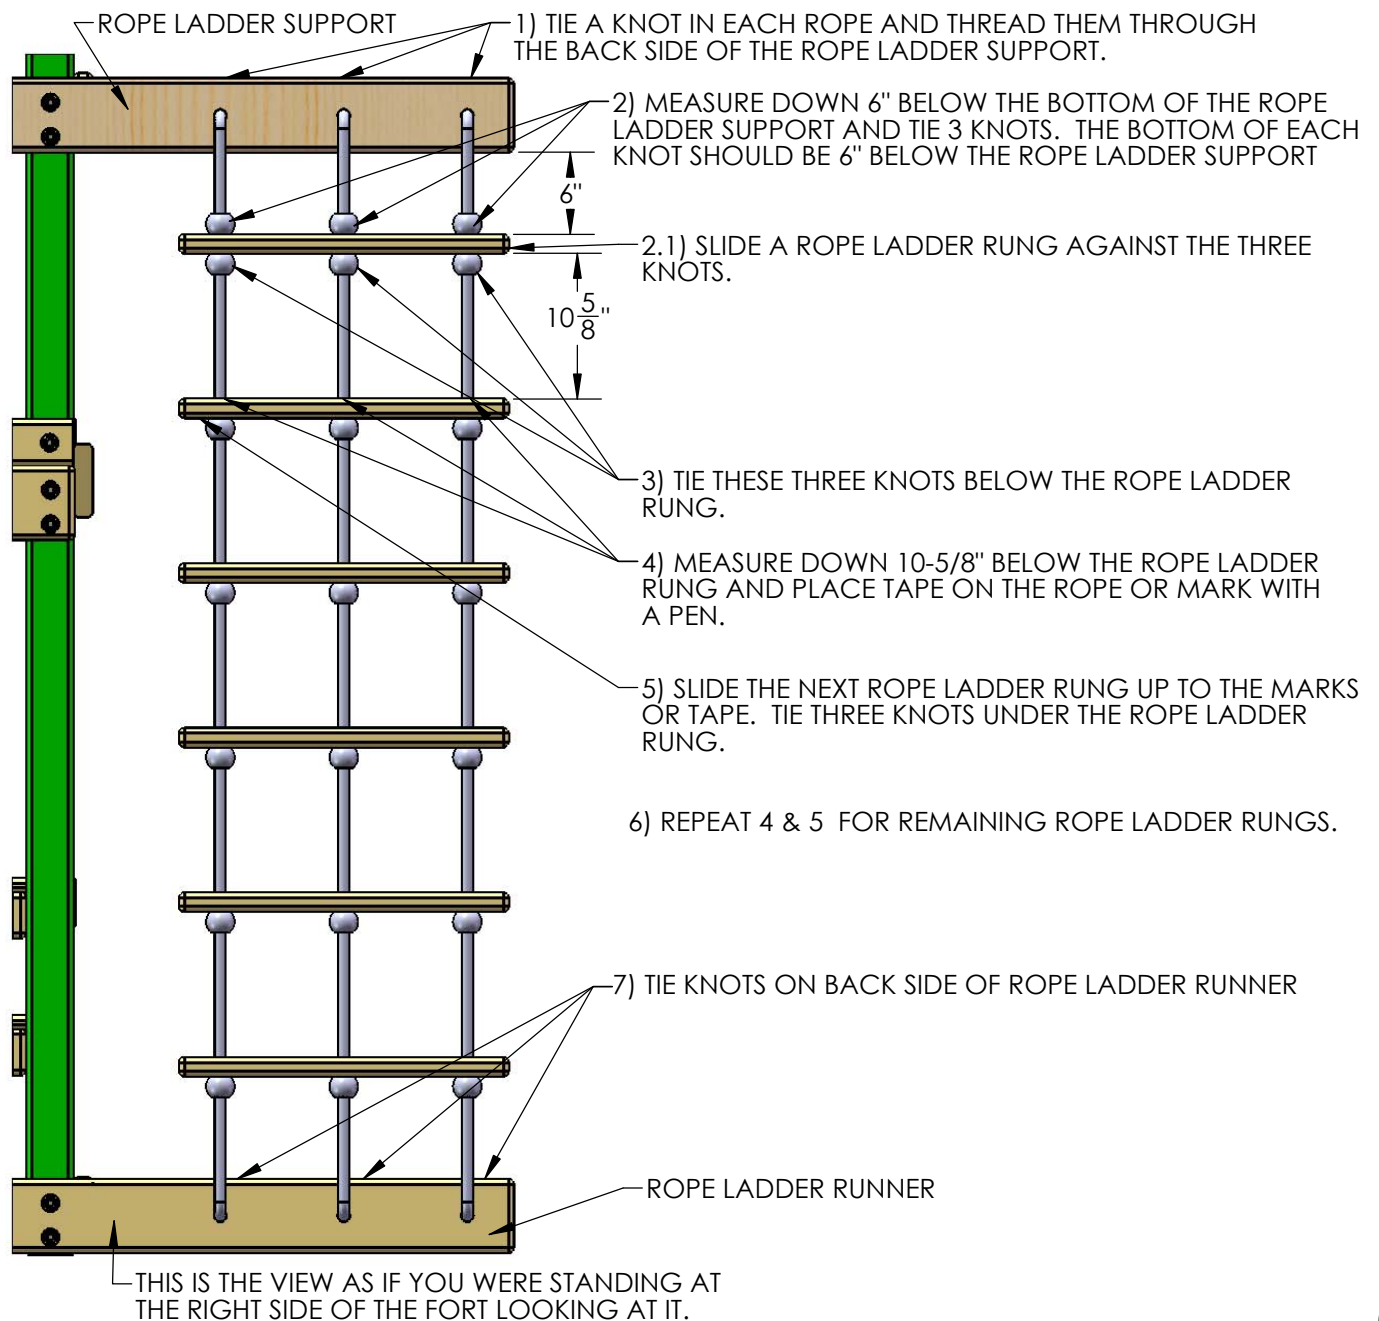 ROPE LADDER SUPPORT
1) TIE A KNOT IN EACH ROPE AND THREAD THEM THROUGH
THE BACK SIDE OF THE ROPE LADDER SUPPORT.
2) MEASURE DOWN 6" BELOW THE BOTTOM OF THE ROPE
LADDER SUPPORT AND TIE 3 KNOTS.  THE BOTTOM OF EACH
KNOT SHOULD BE 6" BELOW THE ROPE LADDER SUPPORT
6"
2.1) SLIDE A ROPE LADDER RUNG AGAINST THE THREE
KNOTS.
10 5/8"
3) TIE THESE THREE KNOTS BELOW THE ROPE LADDER
RUNG.
4) MEASURE DOWN 10-5/8" BELOW THE ROPE LADDER
RUNG AND PLACE TAPE ON THE ROPE OR MARK WITH
A PEN.
5) SLIDE THE NEXT ROPE LADDER RUNG UP TO THE MARKS
OR TAPE.  TIE THREE KNOTS UNDER THE ROPE LADDER
RUNG.
6) REPEAT 4 & 5  FOR REMAINING ROPE LADDER RUNGS.
7) TIE KNOTS ON BACK SIDE OF ROPE LADDER RUNNER
ROPE LADDER RUNNER
THIS IS THE VIEW AS IF YOU WERE STANDING AT
THE RIGHT SIDE OF THE FORT LOOKING AT IT.